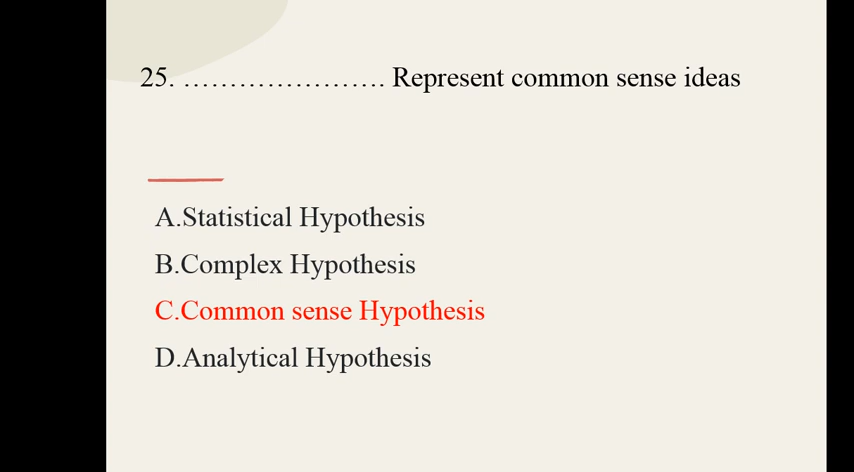 25. ...................... Represent common sense ideas
A.Statistical Hypothesis
B.Complex Hypothesis
C.Common sense Hypothesis
D.Analytical Hypothesis